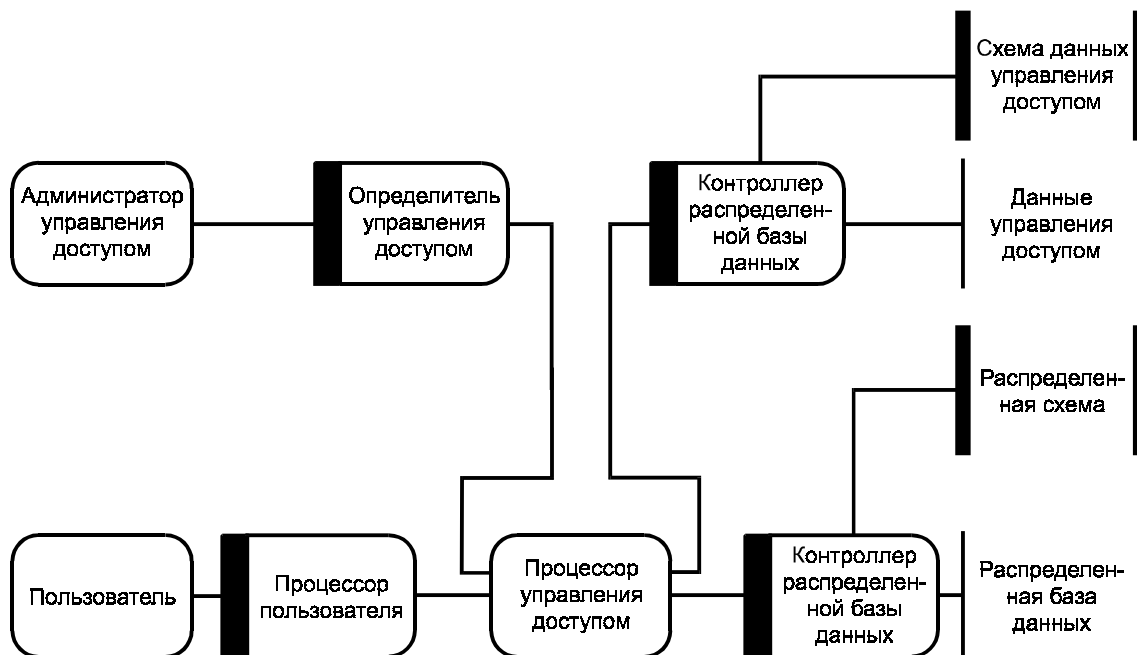 Схема данных
управления
доступом
Администратор
управления
доступом
Определитель
управления
доступом
Контроллер
распределен-
ной базы
данных
Данные
управления
доступом
Распределен-
ная схема
Пользователь
Процессор
пользователя
Процессор
управления
доступом
Контроллер
распределен-
ной базы
данных
Распределен-
ная база
данных